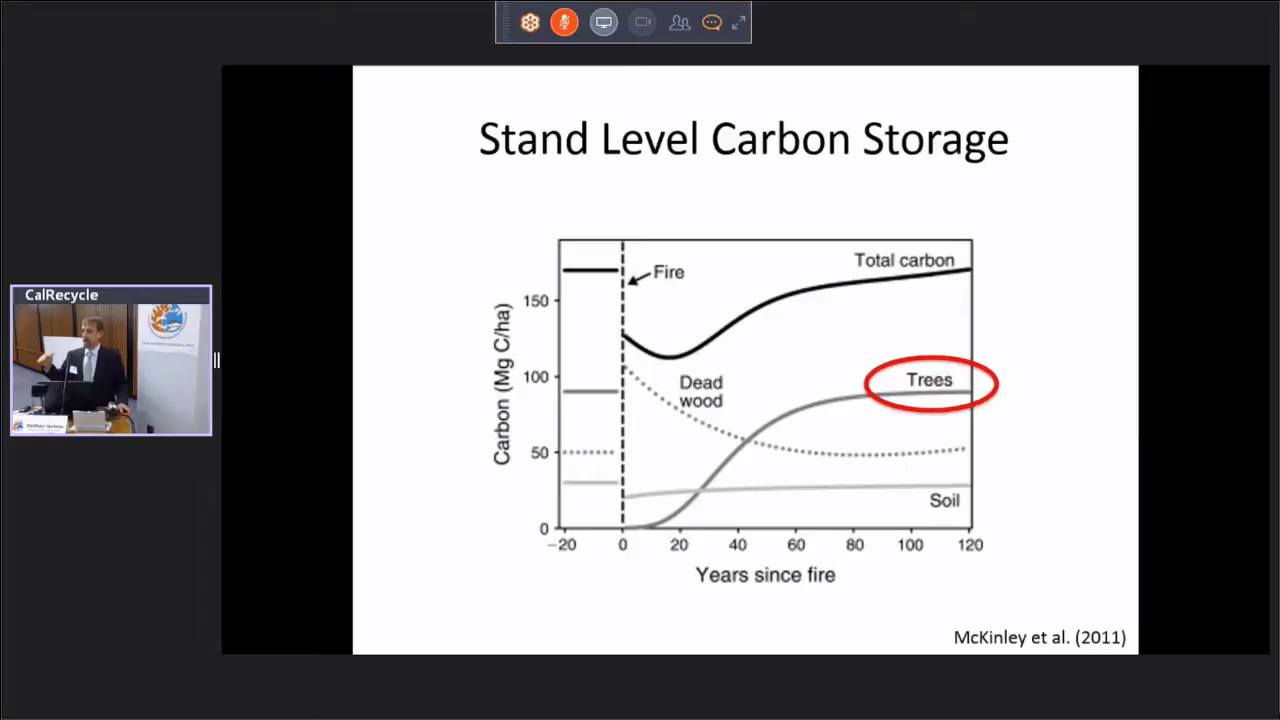 Stand Level Carbon Storage
CalRecycle
Total carbon
Fire
Dead
wood
Trees
Soil
Carbon (Mg C/ha)
150
100
50
0
−20 0 20 40 60 80 100 120
Years since fire
McKinley et al. (2011)